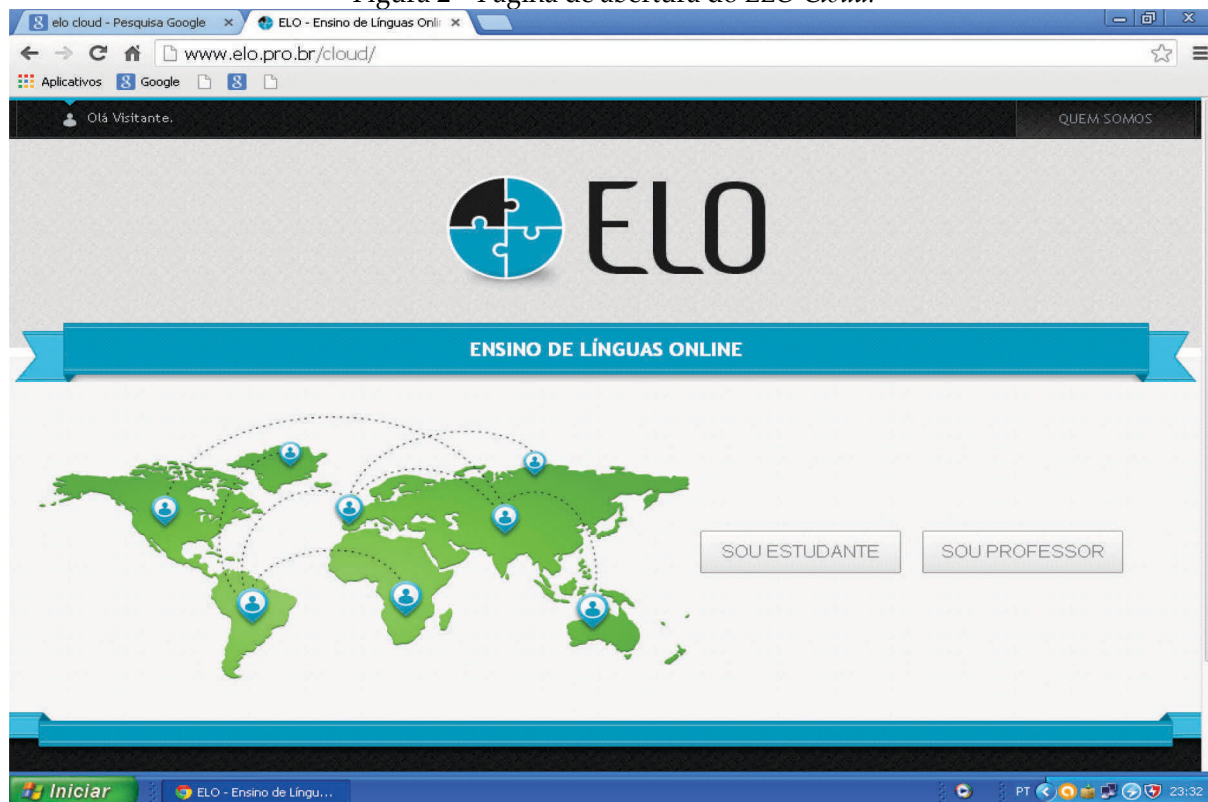 Figura 2 - Página de abertura do ELO Cloud.
elo cloud - Pesquisa Google
ELO - Ensino de Línguas Onli
www.elo.pro.br/cloud/
Aplicativos
Google
Olá Visitante.
QUEM SOMOS
ELO
ENSINO DE LÍNGUAS ONLINE
SOU ESTUDANTE
SOU PROFESSOR
Iniciar
ELO - Ensino de Língu...
PT
23:32